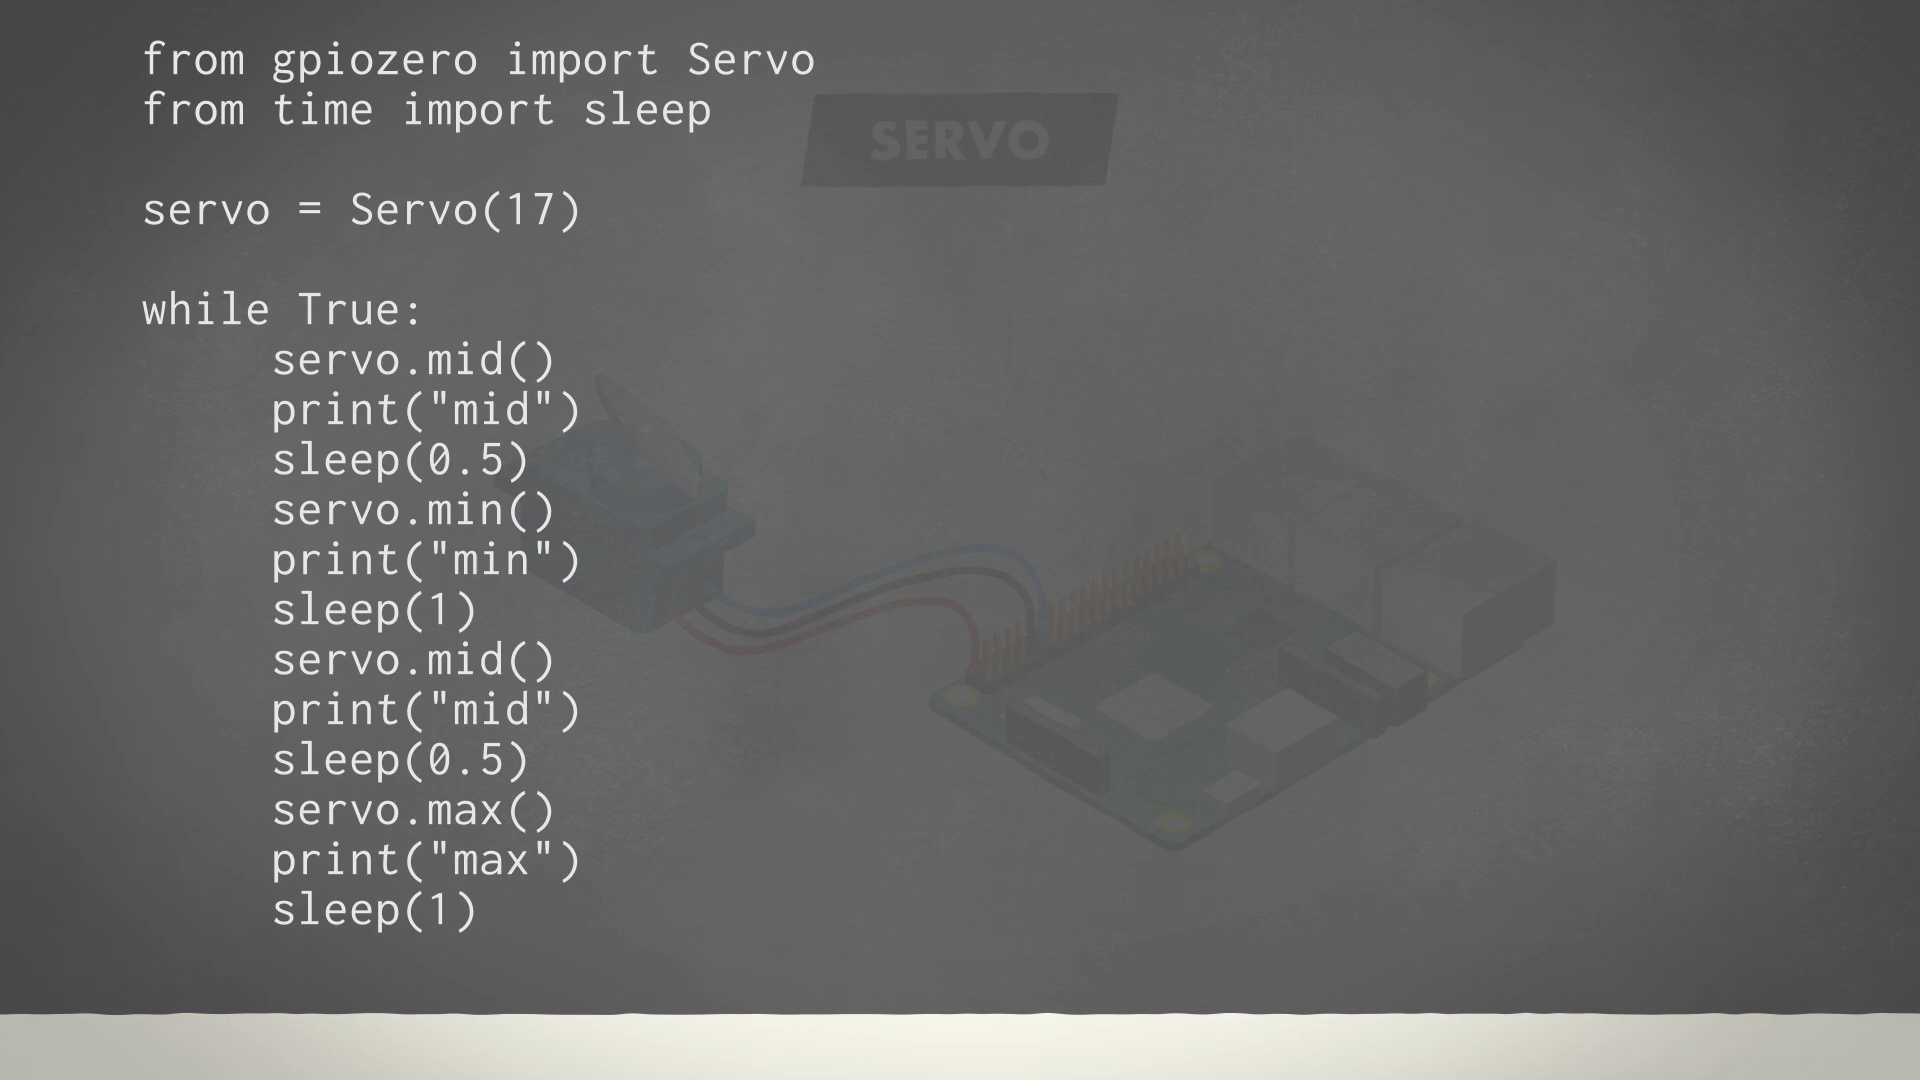 from gpiozero import Servo
from time import sleep
SERVO
servo = Servo(17)
while True:
servo.mid()
print("mid")
sleep(0.5)
servo.min()
print("min")
sleep(1)
servo.mid()
print("mid")
sleep(0.5)
servo.max()
print("max")
sleep(1)